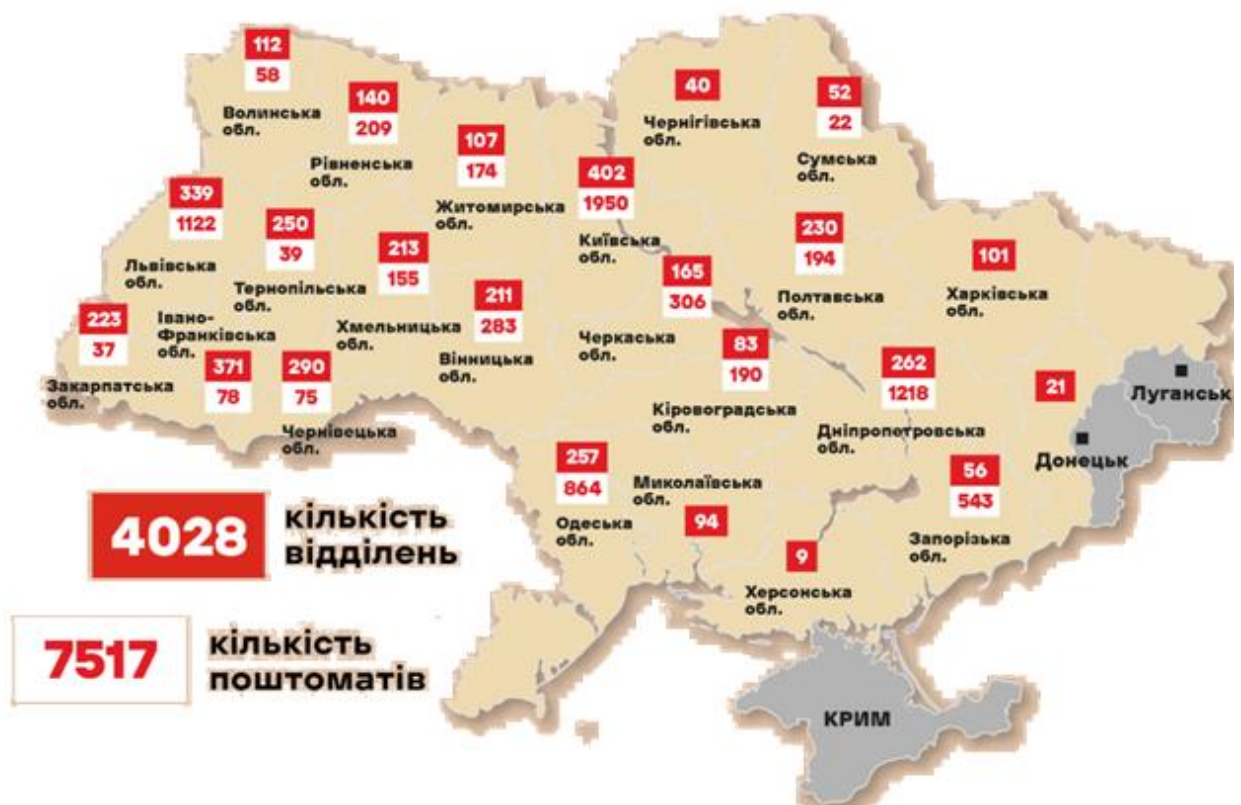 112
58
Волинська
обл.
140
209
Рівненська
обл.
107
174
Житомирська
обл.
402
1950
Київська
обл.
40
Чернігівська
обл.
52
22
Сумська
обл.
339
1122
Львівська
обл.
250
39
Тернопільська
обл.
213
155
Хмельницька
обл.
211
283
Вінницька
обл.
165
306
Черкаська
обл.
230
194
Полтавська
обл.
101
Харківська
обл.
223
37
Закарпатська
обл.
Івано-
Франківська
обл.
371
78
290
75
Чернівецька
обл.
83
190
Кіровоградська
обл.
262
1218
Дніпропетровська
обл.
21
Луганськ
Донецьк
257
864
Одеська
обл.
Миколаївська
обл.
94
9
Херсонська
обл.
56
543
Запорізька
обл.
4028
кількість
відділень
7517
кількість
поштоматів
КРИМ